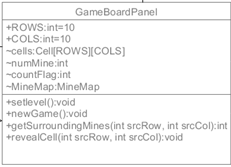 GameBoardPanel
+ROWS:int=10
+COLS:int=10
~cells:Cell[ROWS][COLS]
~numMine:int
~countFlag:int
~MineMap:MineMap
+setlevel():void
+newGame():void
+getSurroundingMines(int srcRow, int srcCol):int
+revealCell(int srcRow, int srcCol):void